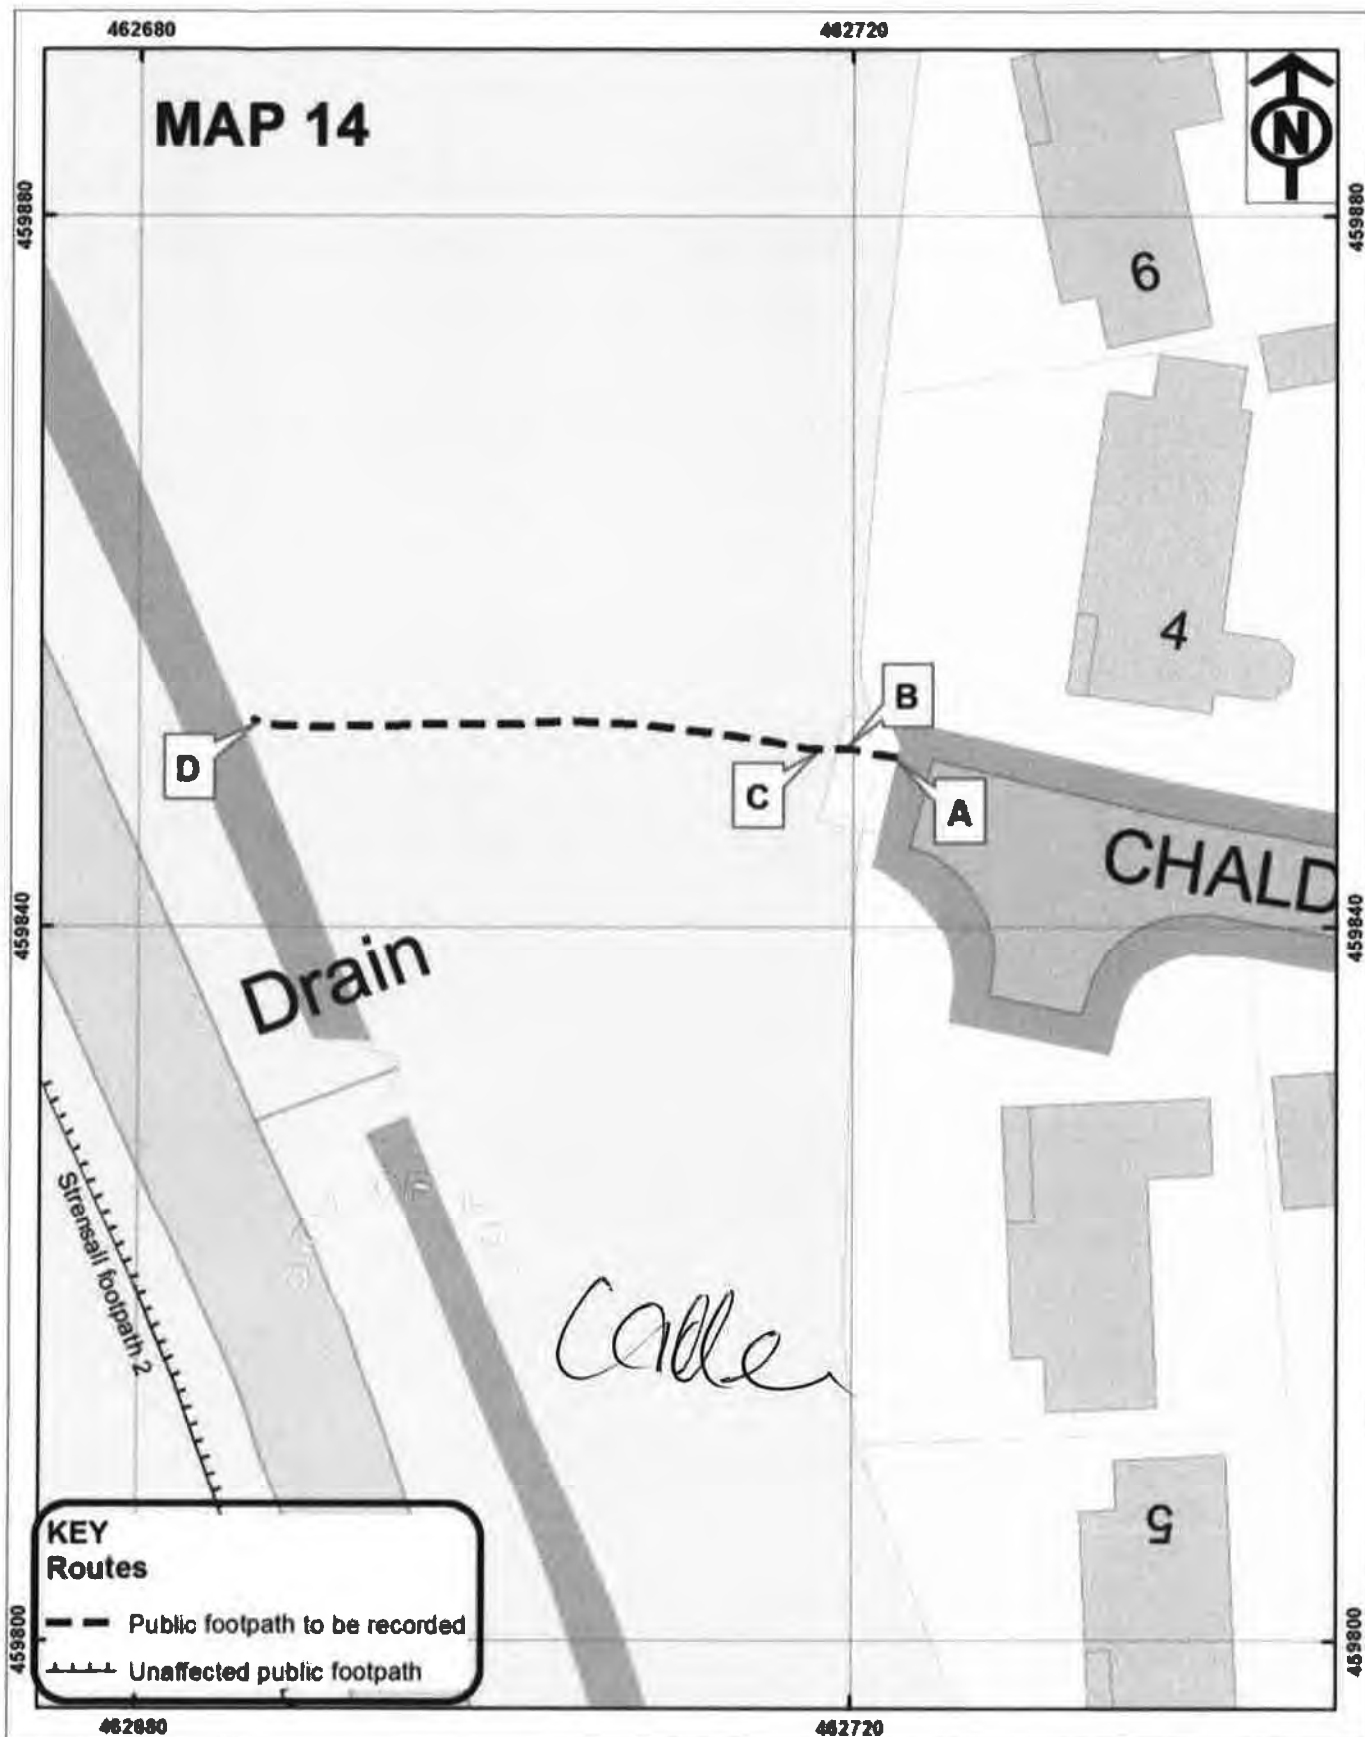 462680 462720
MAP 14
N
459880 459880
6
4
B
D
C
A
CHALD
459840 459840
Drain
Strensall footpath 2
5
KEY
Routes
Public footpath to be recorded
Unaffected public footpath
459800 459800
462680 462720